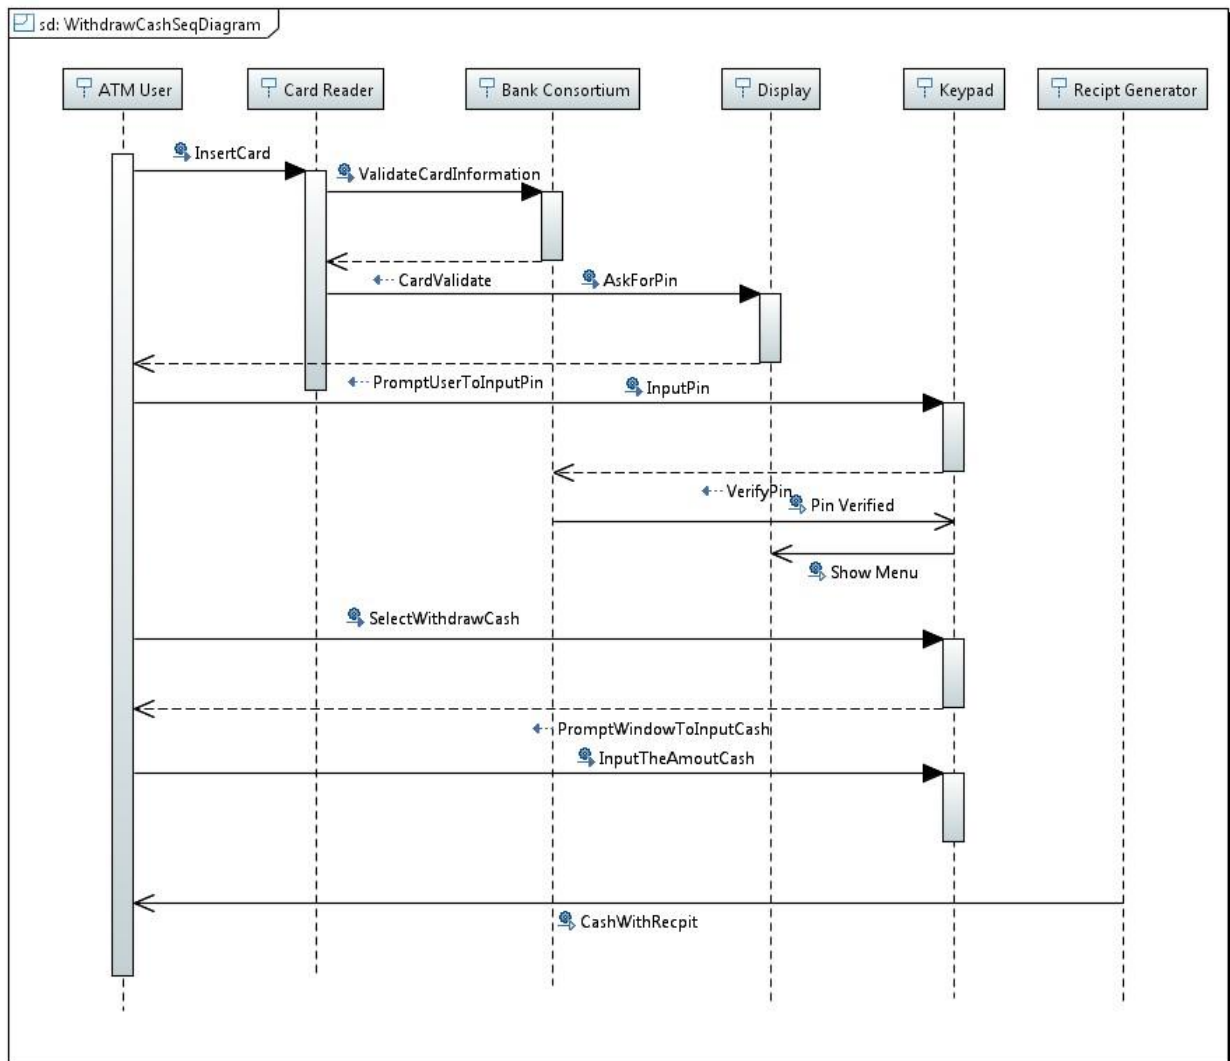 sd: WithdrawCashSeqDiagram
ATM User
Card Reader
Bank Consortium
Display
Keypad
Recipt Generator
InsertCard
ValidateCardInformation
CardValidate
AskForPin
PromptUserToInputPin
InputPin
VerifyPin
Pin Verified
Show Menu
SelectWithdrawCash
PromptWindowToInputCash
InputTheAmoutCash
CashWithRecpit